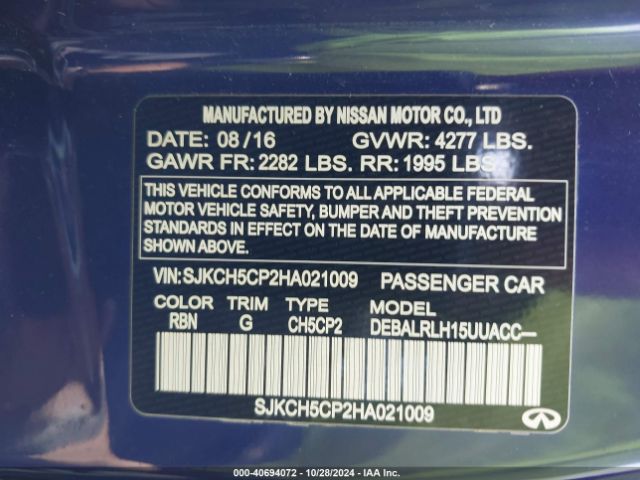 MANUFACTURED BY NISSAN MOTOR CO., LTD
DATE: 08/16 GVWR: 4277 LBS.
GAWR FR: 2282 LBS. RR: 1995 LBS.
THIS VEHICLE CONFORMS TO ALL APPLICABLE FEDERAL
MOTOR VEHICLE SAFETY, BUMPER AND THEFT PREVENTION
STANDARDS IN EFFECT ON THE DATE OF MANUFACTURE
SHOWN ABOVE.
VIN:SJKCH5CP2HA021009 PASSENGER CAR
COLOR TRIM TYPE MODEL
RBN G CH5CP2 DEBALRLH15UUACC—
SJKCH5CP2HA021009
000-40694072 - 10/28/2024 - IAA Inc.